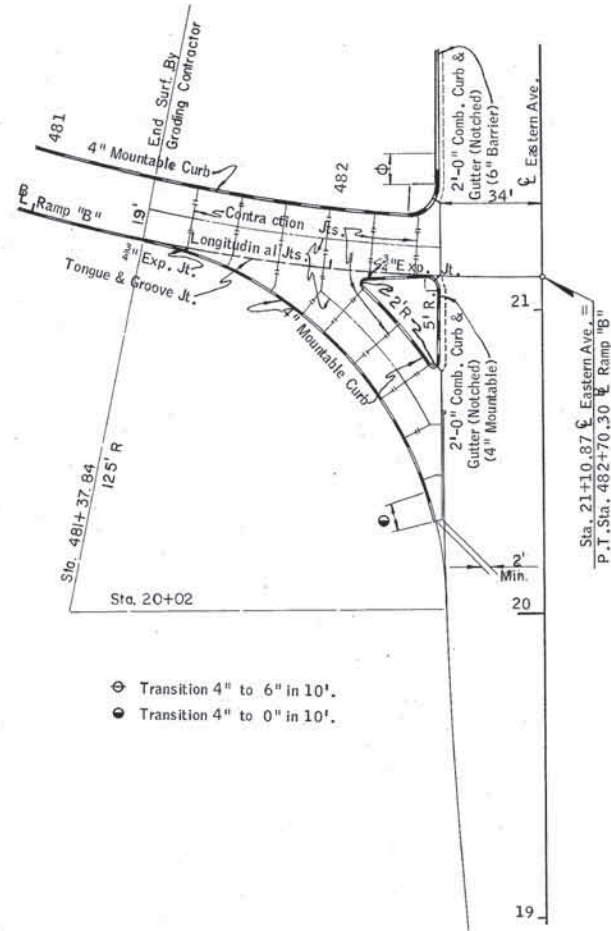 End Surf. By
Grading Contractor
481
4" Mountable Curb
482
Φ
2'-0" Comb. Curb &
Gutter (Notched)
(6" Barrier)
℄ Eastern Ave.
34'
Ramp "B"
19'
Contraction
Jts.
Longitudinal Jts.
3/4" Exp. Jt.
3/4" Exp. Jt.
Tongue & Groove Jt.
2' R.
5' R.
4" Mountable Curb
21
2'-0" Comb. Curb &
Gutter (Notched)
(4" Mountable)
Sta. 21+10.87 ℄ Eastern Ave. =
P.T. Sta. 482+70.30 Ramp "B"
Sta. 481+37.84
125' R
2'
Min.
Sta. 20+02
20
Transition 4" to 6" in 10'.
Transition 4" to 0" in 10'.
19